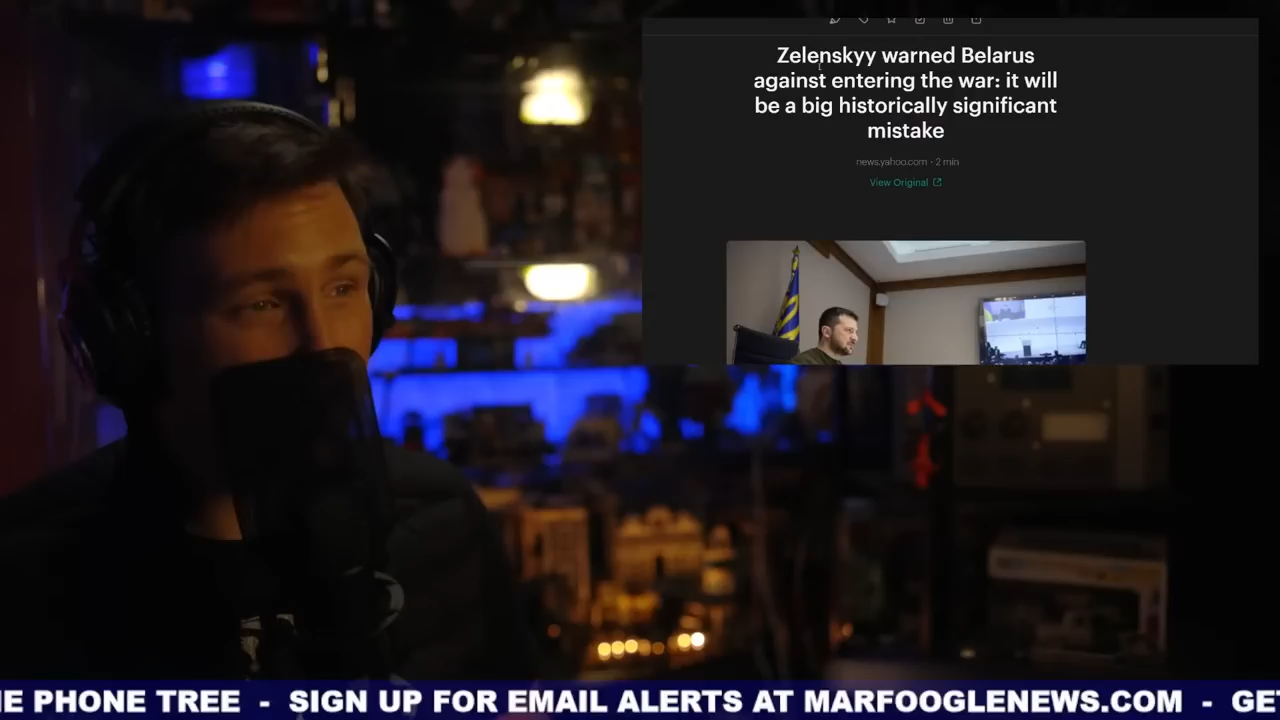 Zelenskyy warned Belarus
against entering the war: it will
be a big historically significant
mistake
news.yahoo.com - 2 min
View Original
E PHONE TREE - SIGN UP FOR EMAIL ALERTS AT MARFOOGLENEWS.COM - GE